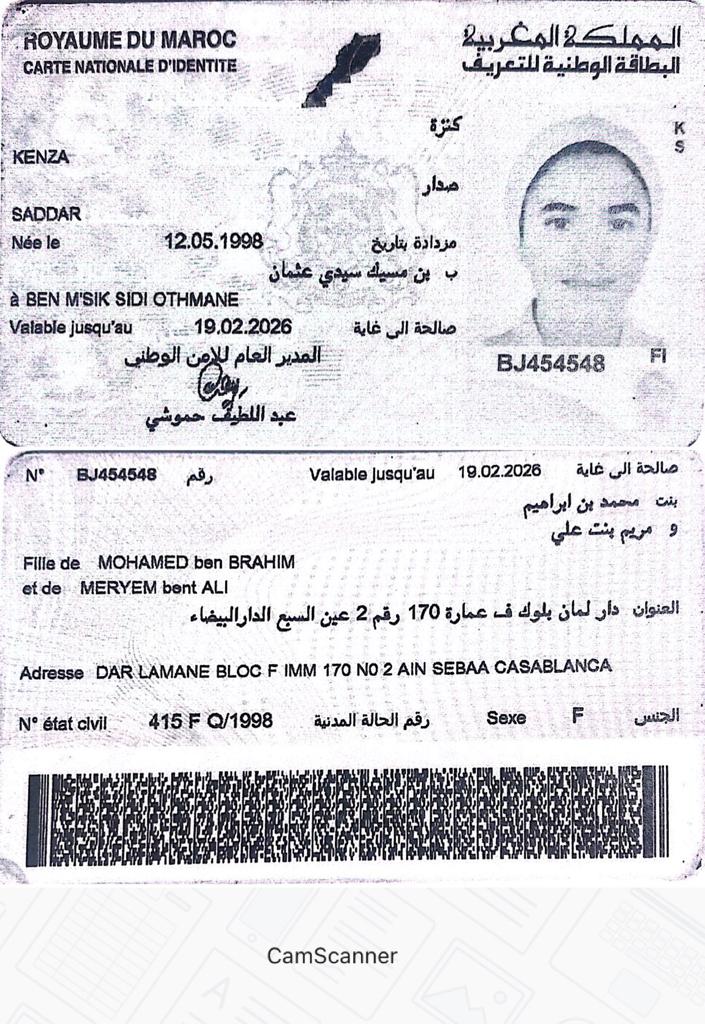 ROYAUME DU MAROC
المملكة المغربية
CARTE NATIONALE D'IDENTITE
البطاقة الوطنية للتعريف
كنزة
K S
KENZA
صدار
SADDAR
Née le 12.05.1998 مزدادة بتاريخ
ب بن مسيك سيدي عثمان
à BEN M'SIK SIDI OTHMANE
Valable jusqu'au 19.02.2026 صالحة الى غاية
المدير العام للامن الوطني
BJ454548 FI
عبد اللطيف حموشي
N° BJ454548 رقم Valable jusqu'au 19.02.2026 صالحة الى غاية
بنت محمد بن ابراهيم
و مريم بنت علي
Fille de MOHAMED ben BRAHIM
et de MERYEM bent ALI
العنوان دار لمان بلوك ف عمارة 170 رقم 2 عين السبع الدارالبيضاء
Adresse DAR LAMANE BLOC F IMM 170 N0 2 AIN SEBAA CASABLANCA
N° état civil 415 F Q/1998 رقم الحالة المدنية Sexe F الجنس
CamScanner